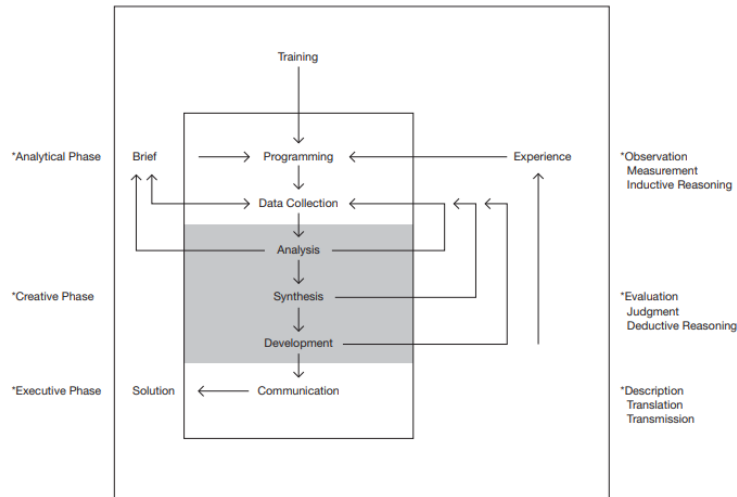 Training
*Analytical Phase Brief Programming Experience *Observation
Measurement
Inductive Reasoning
Data Collection
Analysis
*Creative Phase Synthesis *Evaluation
Judgment
Deductive Reasoning
Development
*Executive Phase Solution Communication *Description
Translation
Transmission